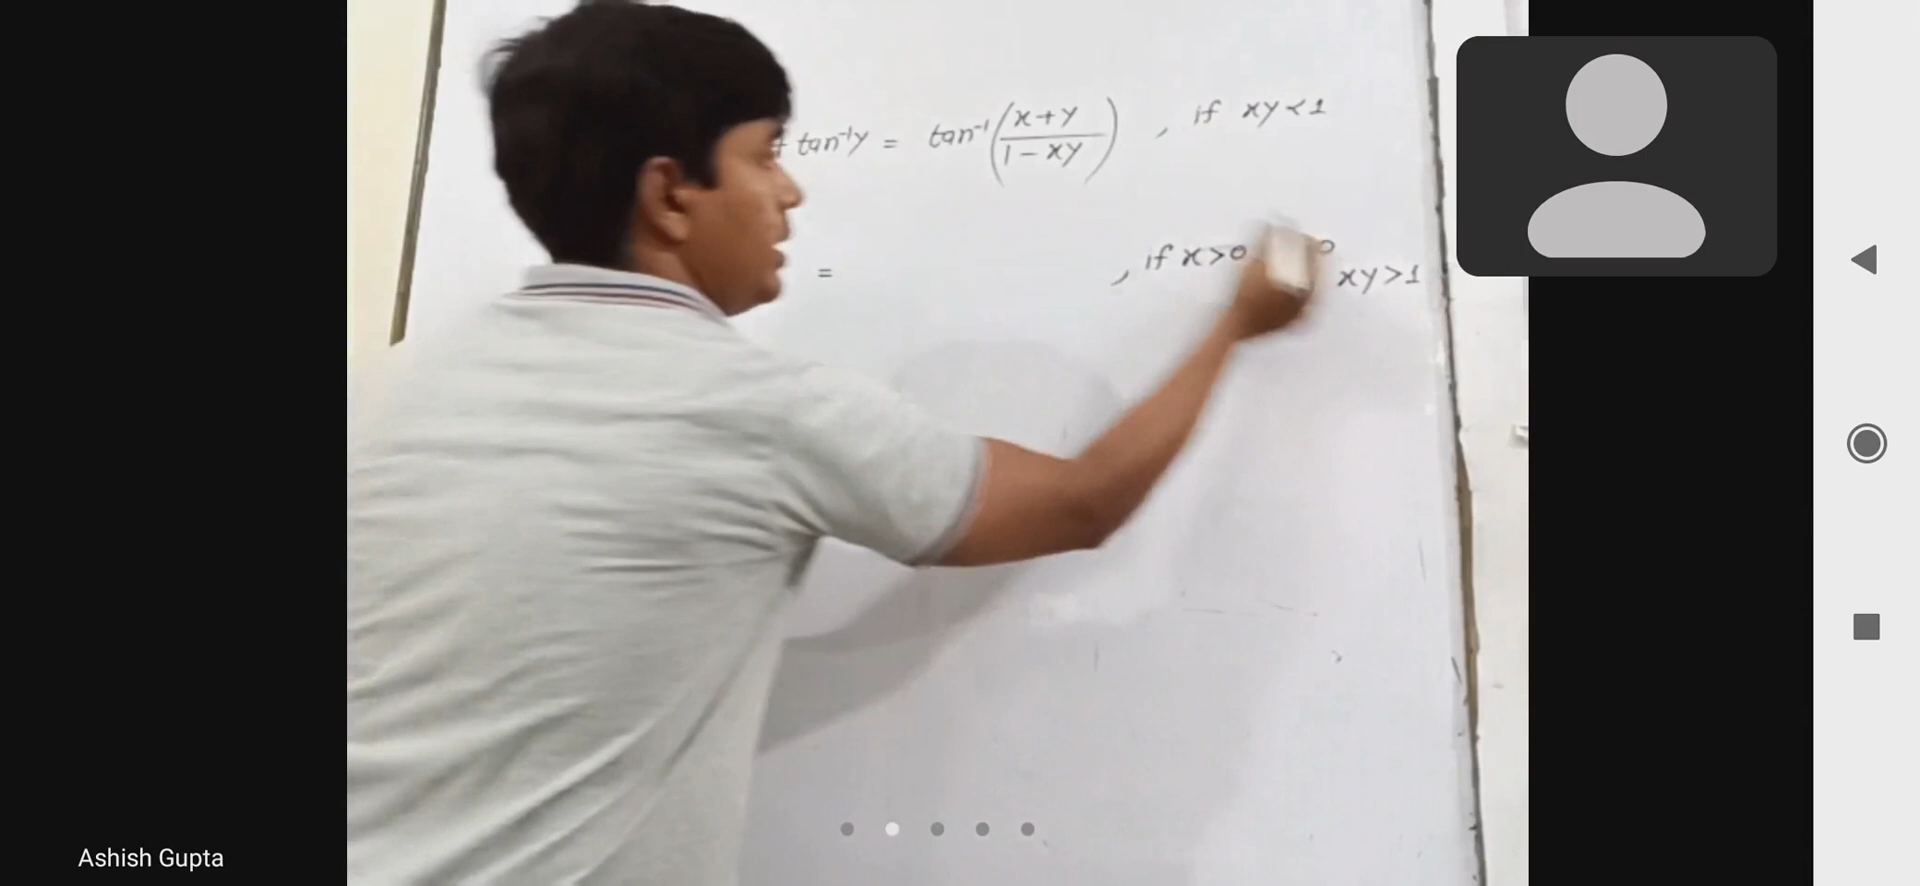 + tan⁻¹y = tan⁻¹((x+y)/(1-xy)) , if xy<1
= , if x>0
xy>1
Ashish Gupta